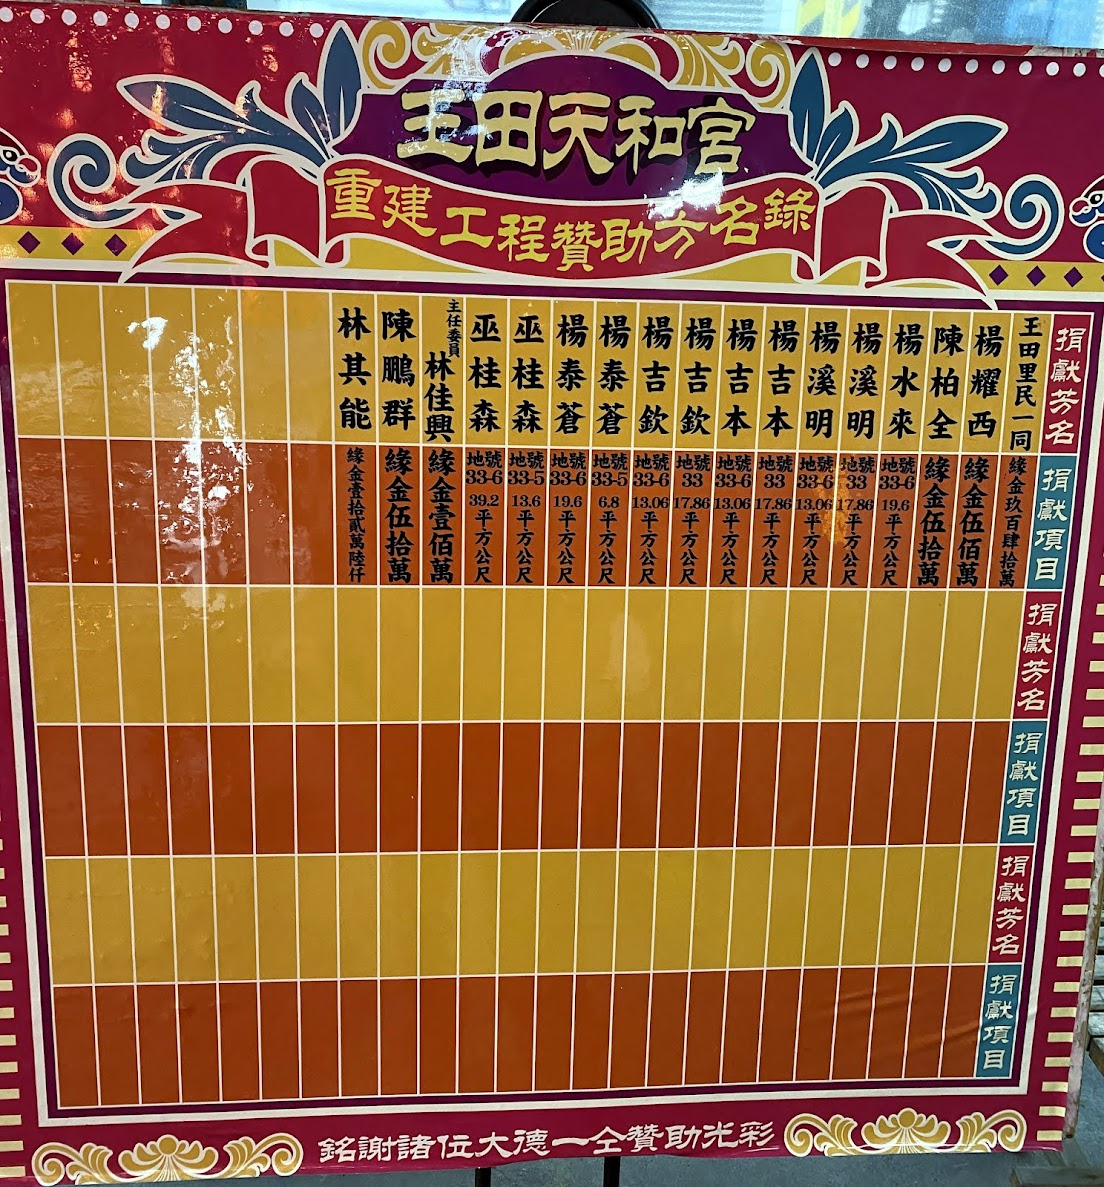 王田天和宮
重建工程贊助方名錄
捐獻芳名
王田里民一同
楊耀西
陳柏全
楊水來
楊溪明
楊溪明
楊吉本
楊吉本
楊吉欽
楊吉欽
楊泰蒼
楊泰蒼
巫桂森
巫桂森
主任委員 林佳興
陳鵬群
林其能
捐獻項目
緣金玖百肆拾萬
緣金伍佰萬
緣金伍拾萬
地號33-6 19.6平方公尺
地號33 17.86平方公尺
地號33-6 13.06平方公尺
地號33 17.86平方公尺
地號33-6 13.06平方公尺
地號33 17.86平方公尺
地號33-6 13.06平方公尺
地號33-5 6.8平方公尺
地號33-6 19.6平方公尺
地號33-5 13.6平方公尺
地號33-6 39.2平方公尺
緣金壹佰萬
緣金伍拾萬
緣金壹拾貳萬陸仟
捐獻芳名
捐獻項目
捐獻芳名
捐獻項目
銘謝諸位大德一仝贊助光彩